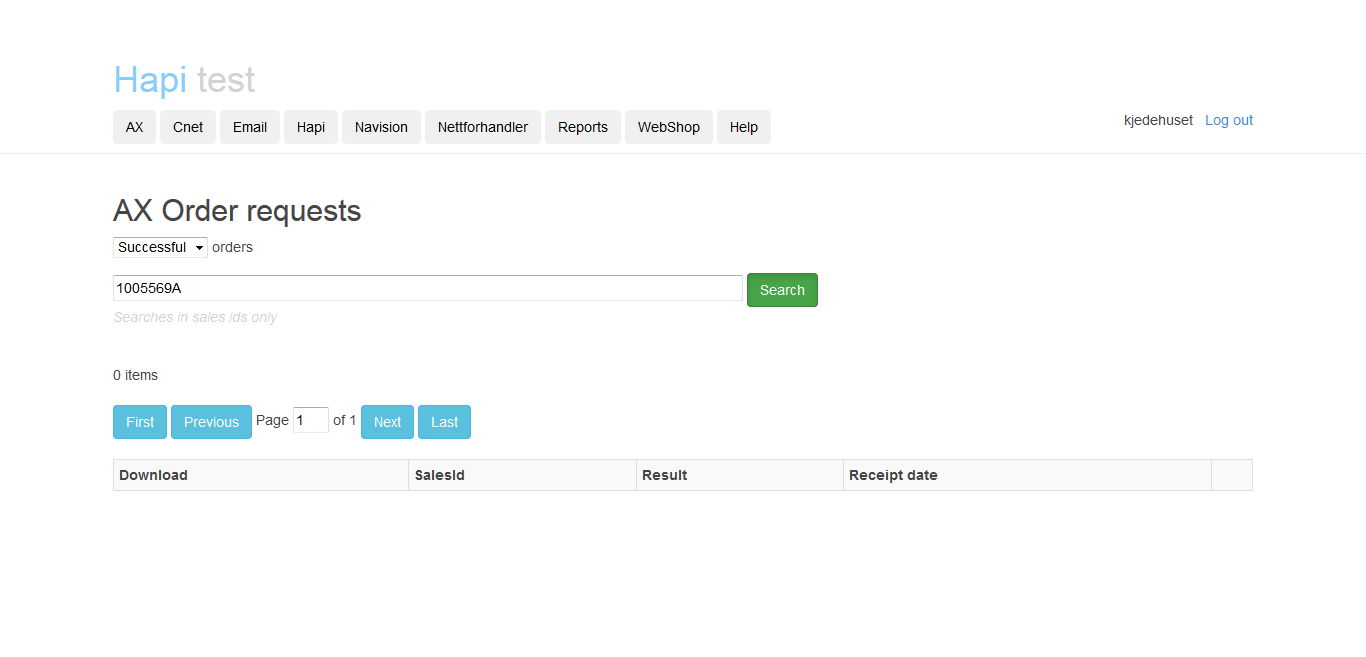 Hapi test
AX Cnet Email Hapi Navision Nettforhandler Reports WebShop Help kjedehuset Log out
AX Order requests
Successful orders
1005569A Search
Searches in sales ids only
0 items
First Previous Page 1 of 1 Next Last
Download SalesId Result Receipt date